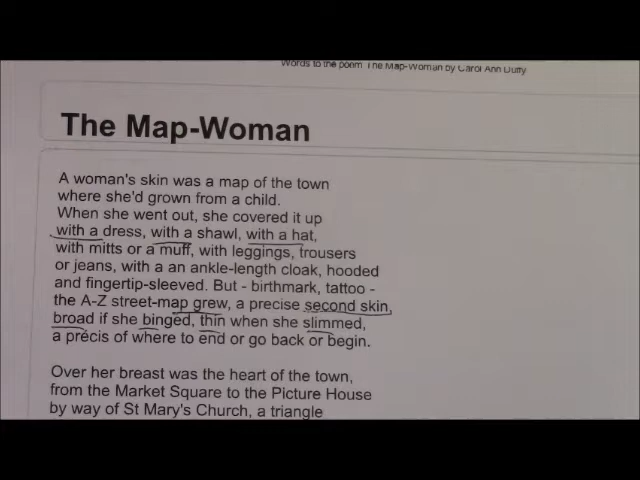 Words to the poem The Map-Woman by Carol Ann Duffy
The Map-Woman
A woman's skin was a map of the town
where she'd grown from a child.
When she went out, she covered it up
with a dress, with a shawl, with a hat,
with mitts or a muff, with leggings, trousers
or jeans, with a an ankle-length cloak, hooded
and fingertip-sleeved. But - birthmark, tattoo -
the A-Z street-map grew, a precise second skin,
broad if she binged, thin when she slimmed,
a précis of where to end or go back or begin.
Over her breast was the heart of the town,
from the Market Square to the Picture House
by way of St Mary's Church, a triangle